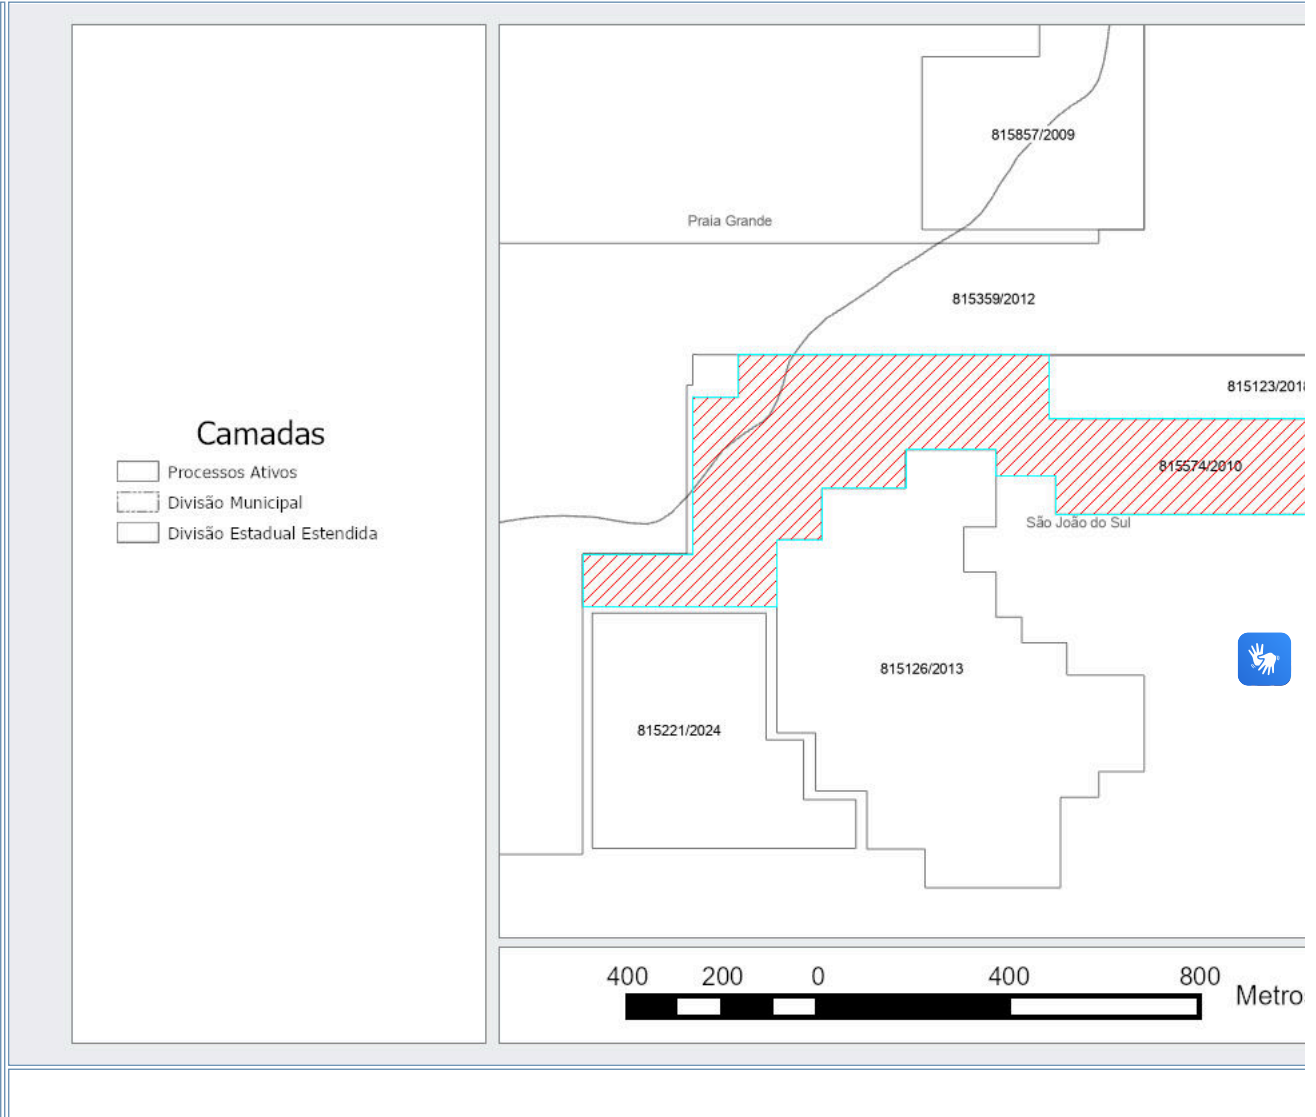 Camadas
Processos Ativos
Divisão Municipal
Divisão Estadual Estendida
815857/2009
Praia Grande
815359/2012
815123/2018
815574/2010
São João do Sul
815126/2013
815221/2024
400 200 0 400 800
Metros